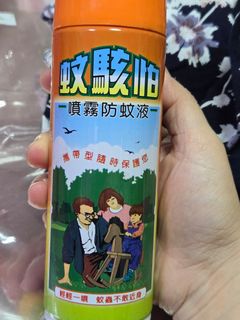 蚊駭怕
噴霧防蚊液
攜帶型隨時保護您
輕輕一噴 蚊蟲不敢近身